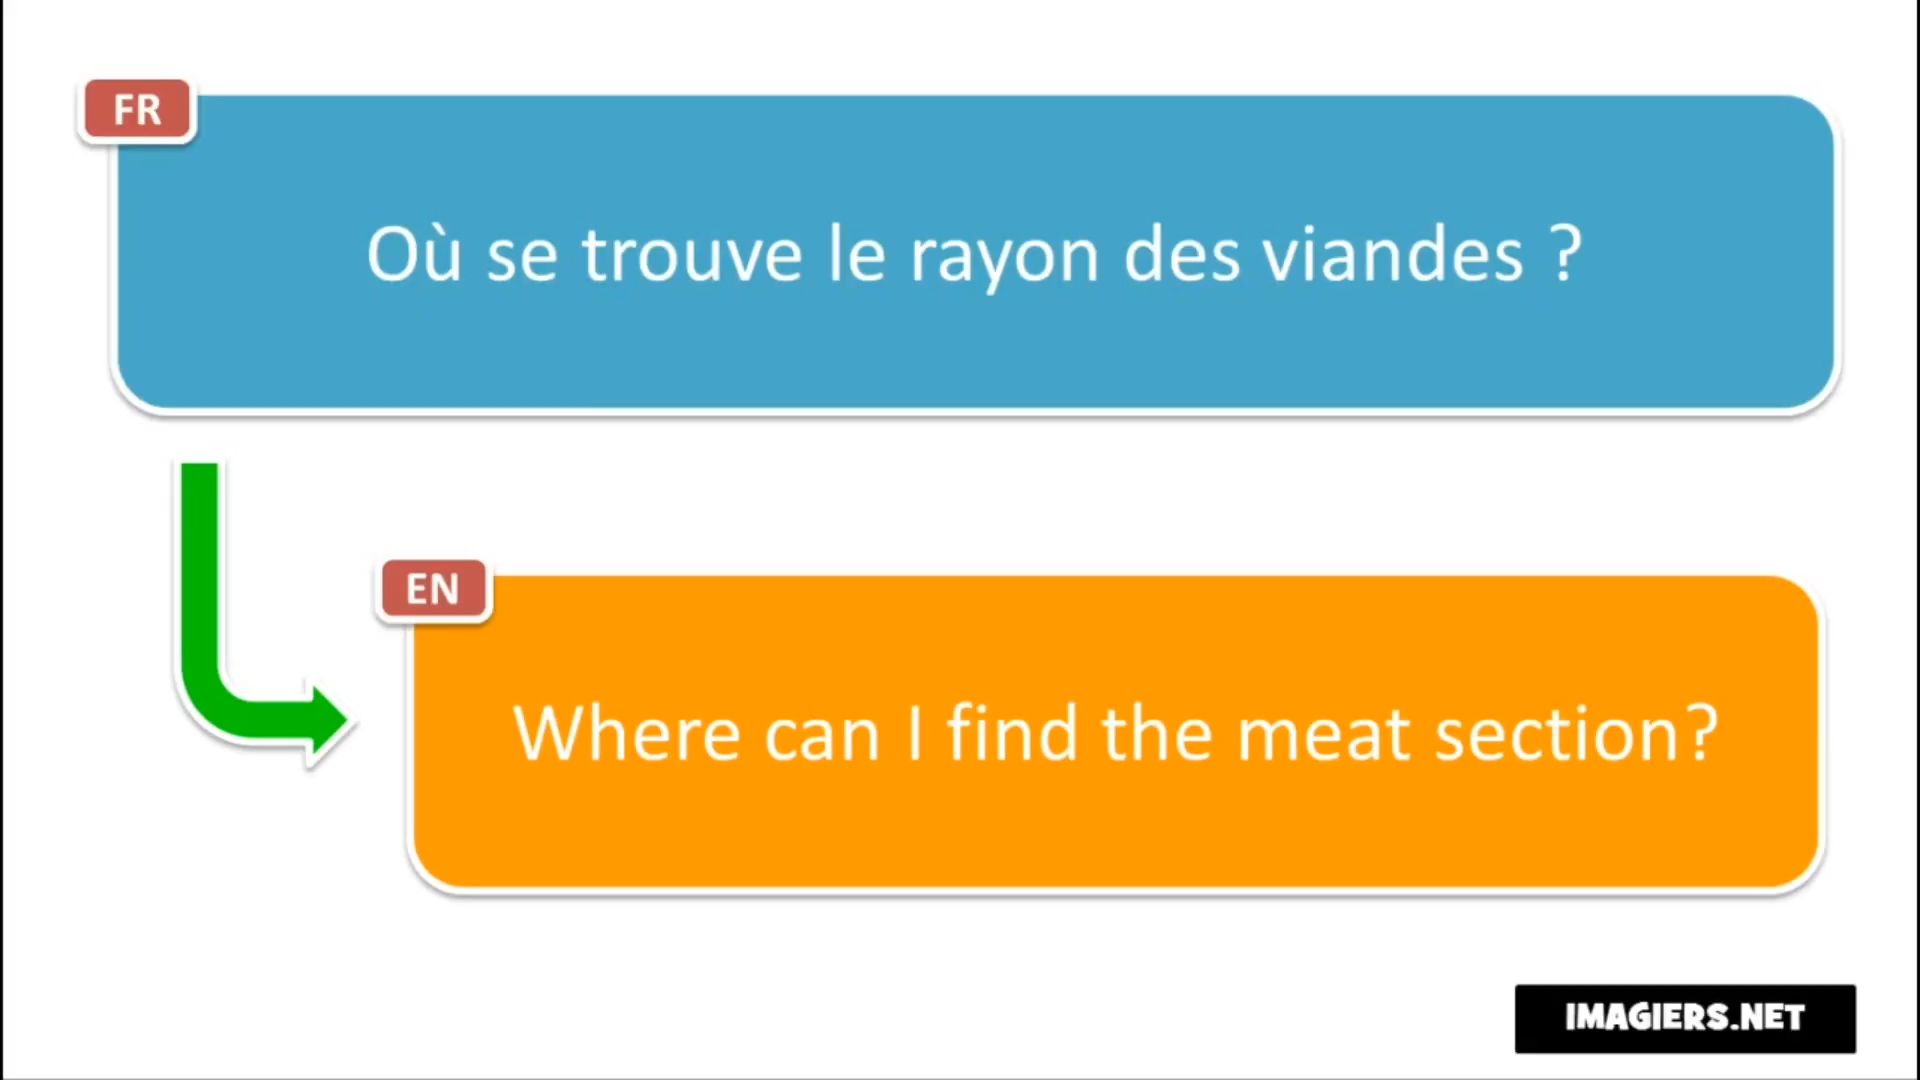 FR
Où se trouve le rayon des viandes ?
EN
Where can I find the meat section?
IMAGIERS.NET